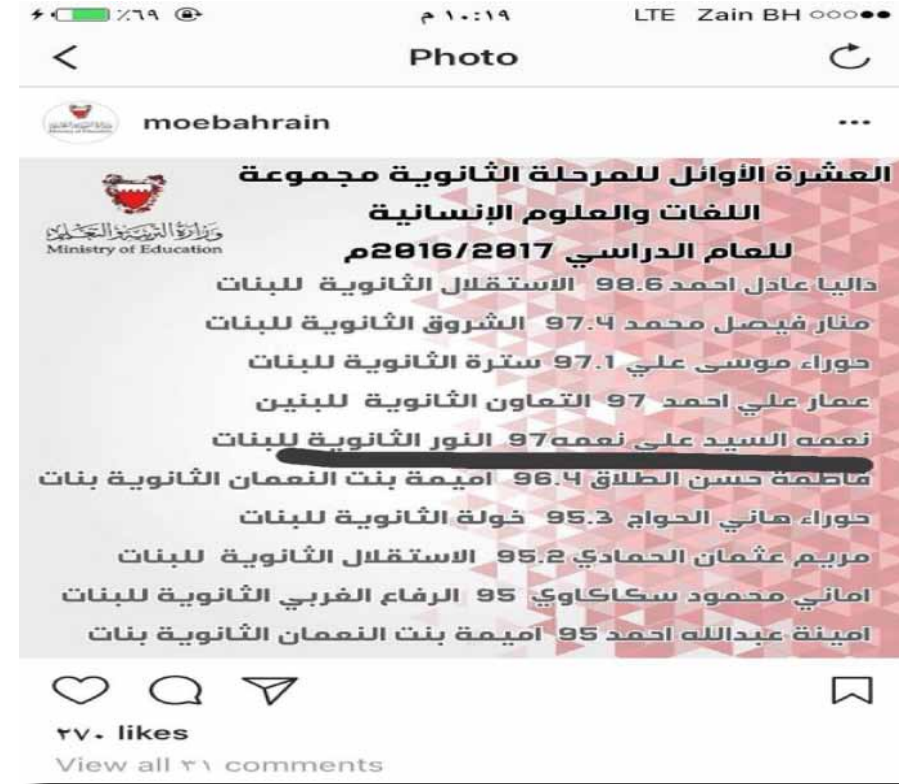 ٪٦٩ ١٠:١٩ م LTE Zain BH
Photo
moebahrain
العشرة الأوائل للمرحلة الثانوية مجموعة
اللغات والعلوم الإنسانية
للعام الدراسي 2016/2017م
وزارة التربية والتعليم
Ministry of Education
داليا عادل احمد 98.6 الاستقلال الثانوية للبنات
منار فيصل محمد 97.4 الشروق الثانوية للبنات
حوراء موسى علي 97.1 سترة الثانوية للبنات
عمار علي احمد 97 التعاون الثانوية للبنين
نعمه السيد علي نعمه97 النور الثانوية للبنات
فاطمة حسن الطلاق 96.4 اميمة بنت النعمان الثانوية بنات
حوراء هاني الحواج 95.3 خولة الثانوية للبنات
مريم عثمان الحمادي 95.2 الاستقلال الثانوية للبنات
اماني محمود سكاكاوي 95 الرفاع الغربي الثانوية للبنات
امينة عبدالله احمد 95 اميمة بنت النعمان الثانوية بنات
٢٧٠ likes
View all ٣١ comments